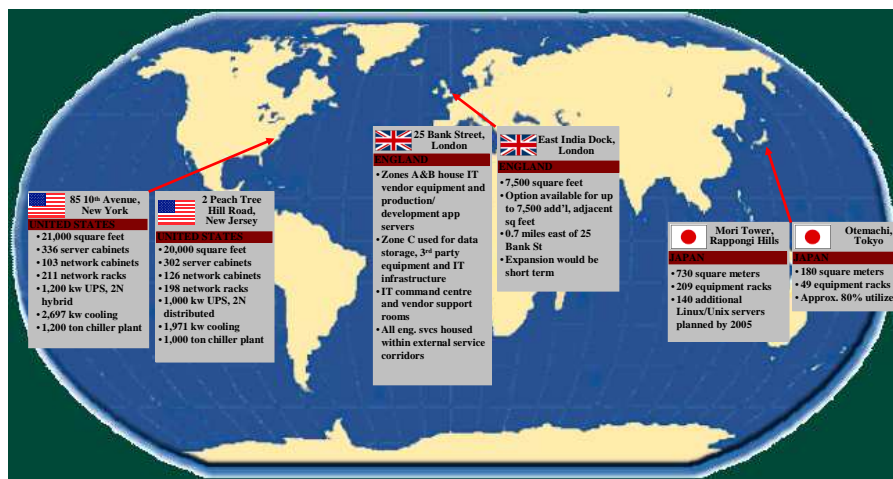 85 10th Avenue,
New York
UNITED STATES
• 21,000 square feet
• 336 server cabinets
• 103 network cabinets
• 211 network racks
• 1,200 kw UPS, 2N
hybrid
• 2,697 kw cooling
• 1,200 ton chiller plant
2 Peach Tree
Hill Road,
New Jersey
UNITED STATES
• 20,000 square feet
• 302 server cabinets
• 126 network cabinets
• 198 network racks
• 1,000 kw UPS, 2N
distributed
• 1,971 kw cooling
• 1,000 ton chiller plant
25 Bank Street,
London
ENGLAND
• Zones A&B house IT
vendor equipment and
production/
development app
servers
• Zone C used for data
storage, 3rd party
equipment and IT
infrastructure
• IT command centre
and vendor support
rooms
• All eng. svcs housed
within external service
corridors
East India Dock,
London
ENGLAND
• 7,500 square feet
• Option available for up
to 7,500 add'l, adjacent
sq feet
• 0.7 miles east of 25
Bank St
• Expansion would be
short term
Mori Tower,
Rappongi Hills
JAPAN
• 730 square meters
• 209 equipment racks
• 140 additional
Linux/Unix servers
planned by 2005
Otemachi,
Tokyo
JAPAN
• 180 square meters
• 49 equipment racks
• Approx. 80% utilize